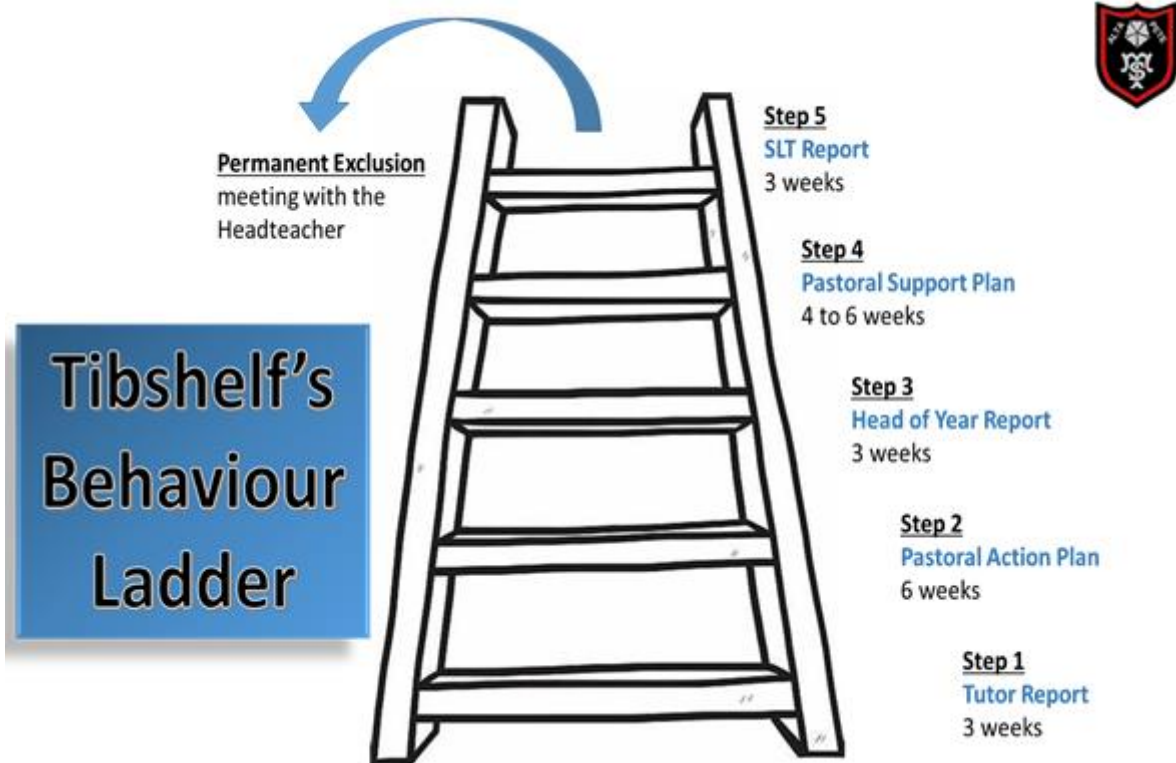 ALTA PETE
Step 5
SLT Report
3 weeks
Permanent Exclusion
meeting with the
Headteacher
Step 4
Pastoral Support Plan
4 to 6 weeks
Tibshelf’s
Behaviour
Ladder
Step 3
Head of Year Report
3 weeks
Step 2
Pastoral Action Plan
6 weeks
Step 1
Tutor Report
3 weeks